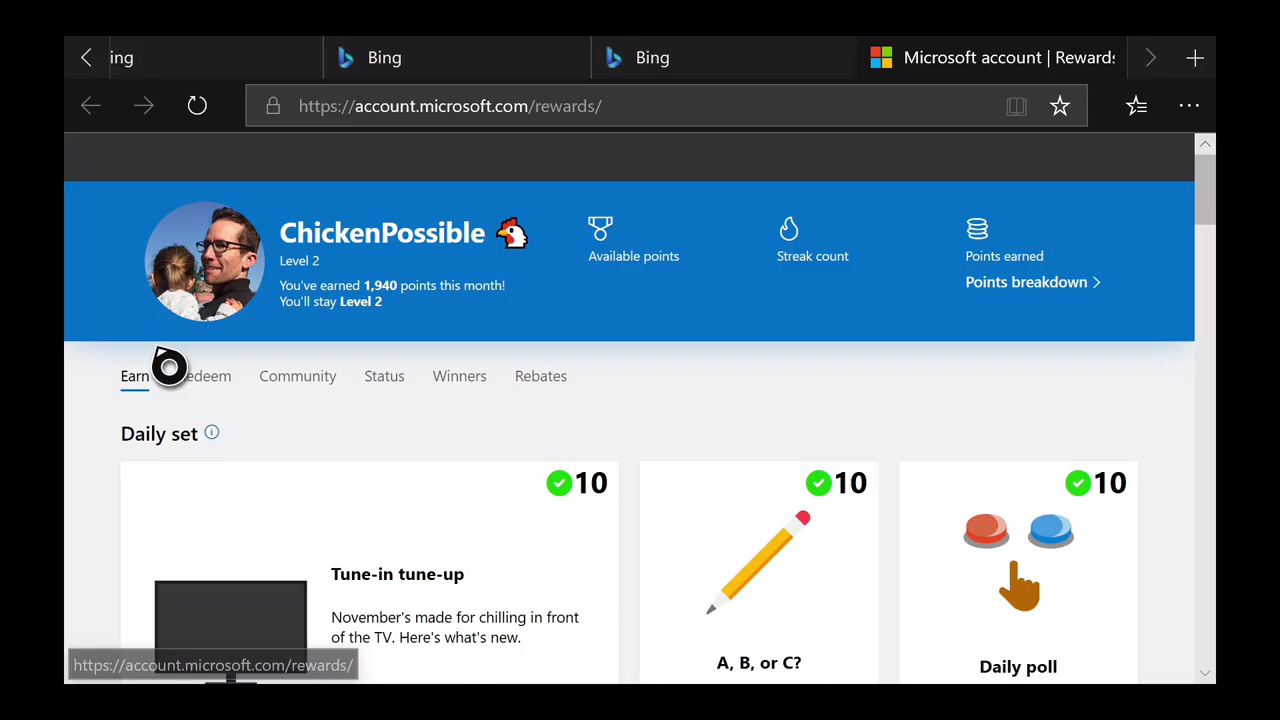 ing
Bing
Bing
Microsoft account | Rewards
https://account.microsoft.com/rewards/
ChickenPossible
Level 2
You've earned 1,940 points this month!
You'll stay Level 2
Available points
Streak count
Points earned
Points breakdown
Earn
edeem
Community
Status
Winners
Rebates
Daily set
10
Tune-in tune-up
November's made for chilling in front
of the TV. Here's what's new.
10
A, B, or C?
10
Daily poll
https://account.microsoft.com/rewards/